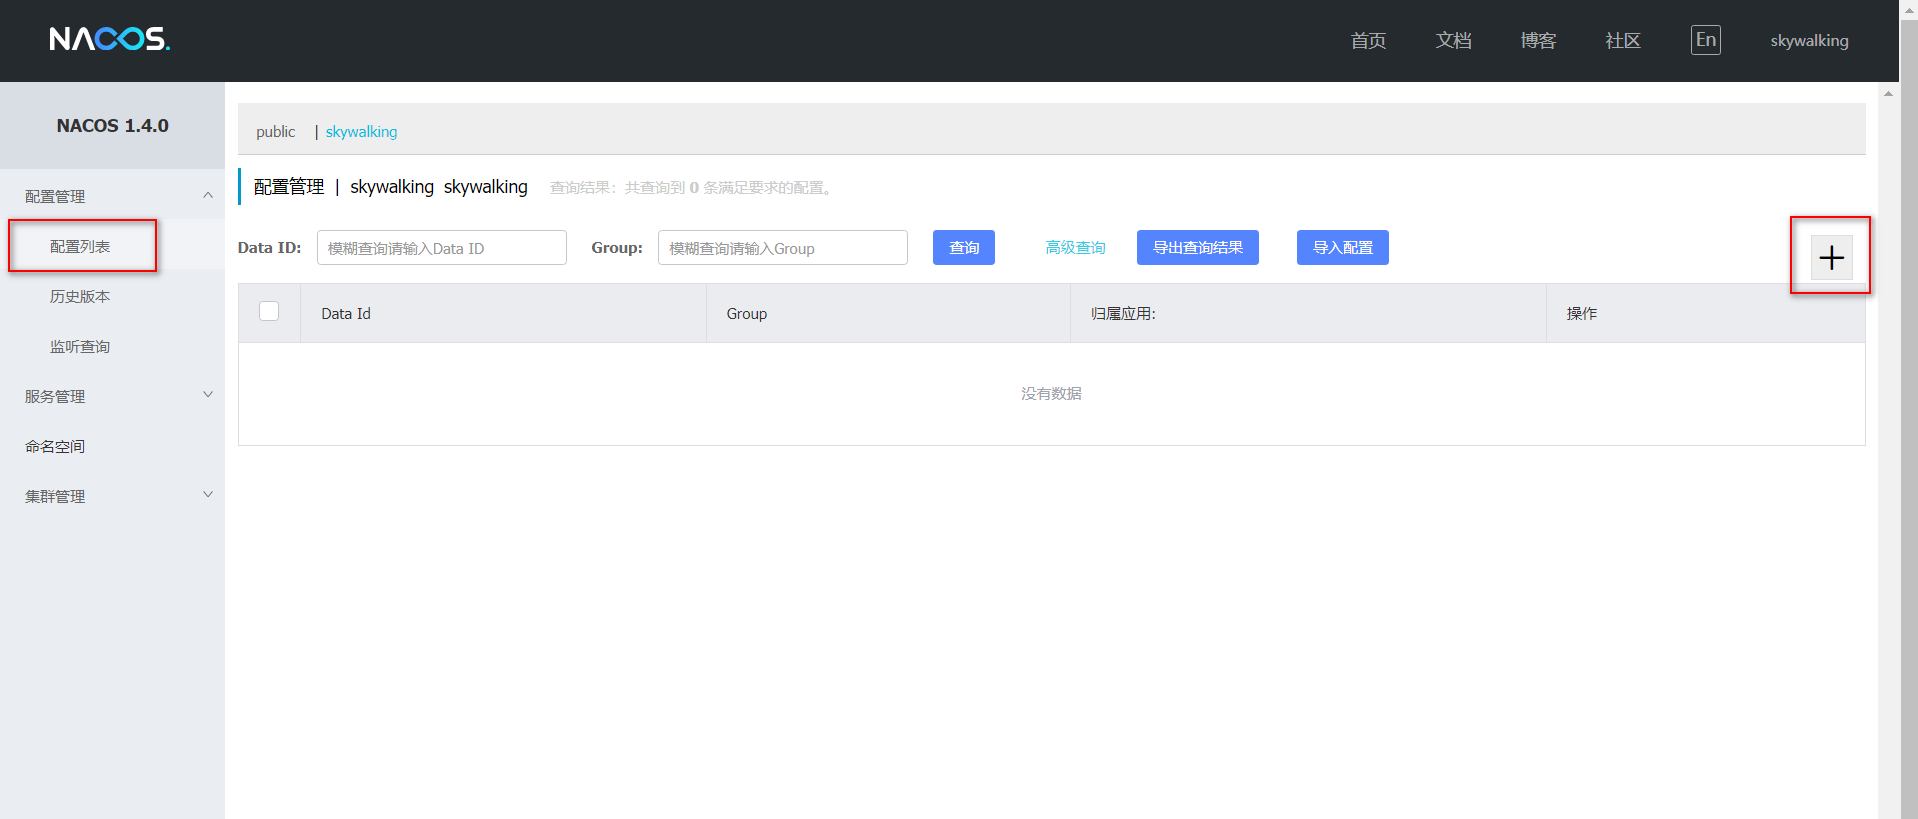 NACOS. 首页 文档 博客 社区 En skywalking
NACOS 1.4.0
配置管理
配置列表
历史版本
监听查询
服务管理
命名空间
集群管理
public | skywalking
配置管理 | skywalking skywalking 查询结果：共查询到 0 条满足要求的配置。
Data ID: 模糊查询请输入Data ID Group: 模糊查询请输入Group 查询 高级查询 导出查询结果 导入配置
Data Id Group 归属应用: 操作
没有数据